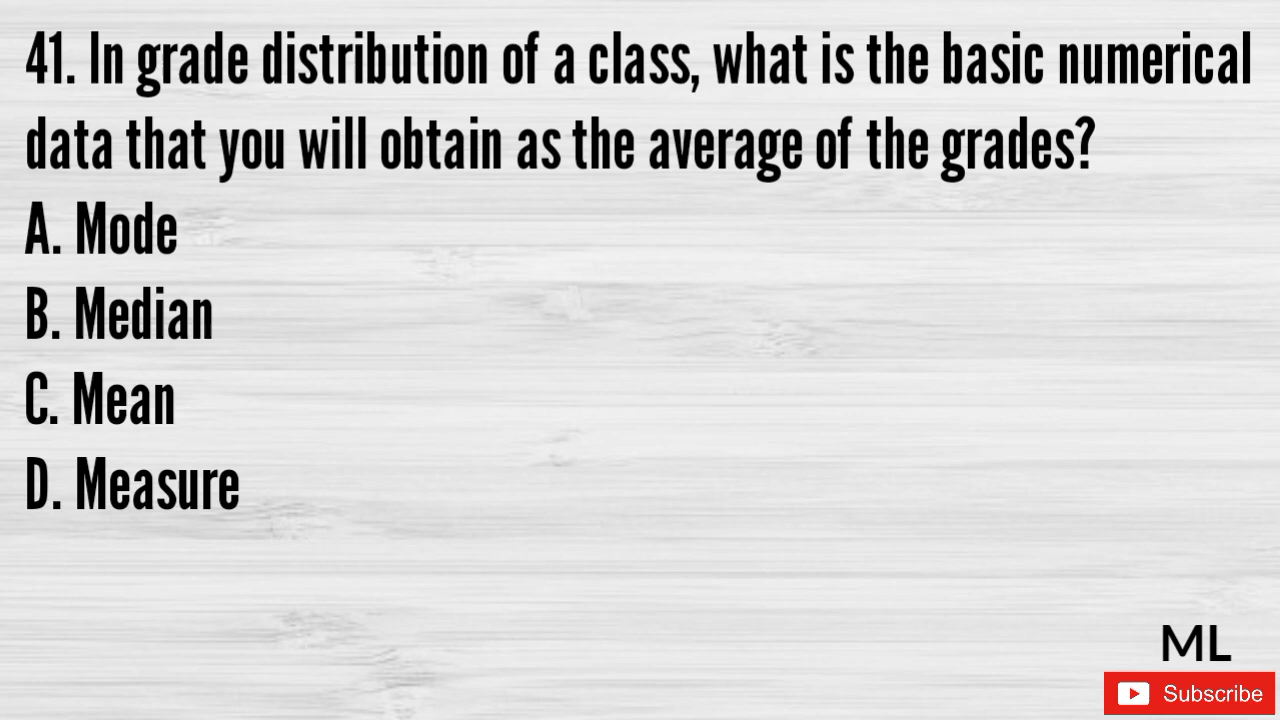 41. In grade distribution of a class, what is the basic numerical
data that you will obtain as the average of the grades?
A. Mode
B. Median
C. Mean
D. Measure
ML
Subscribe